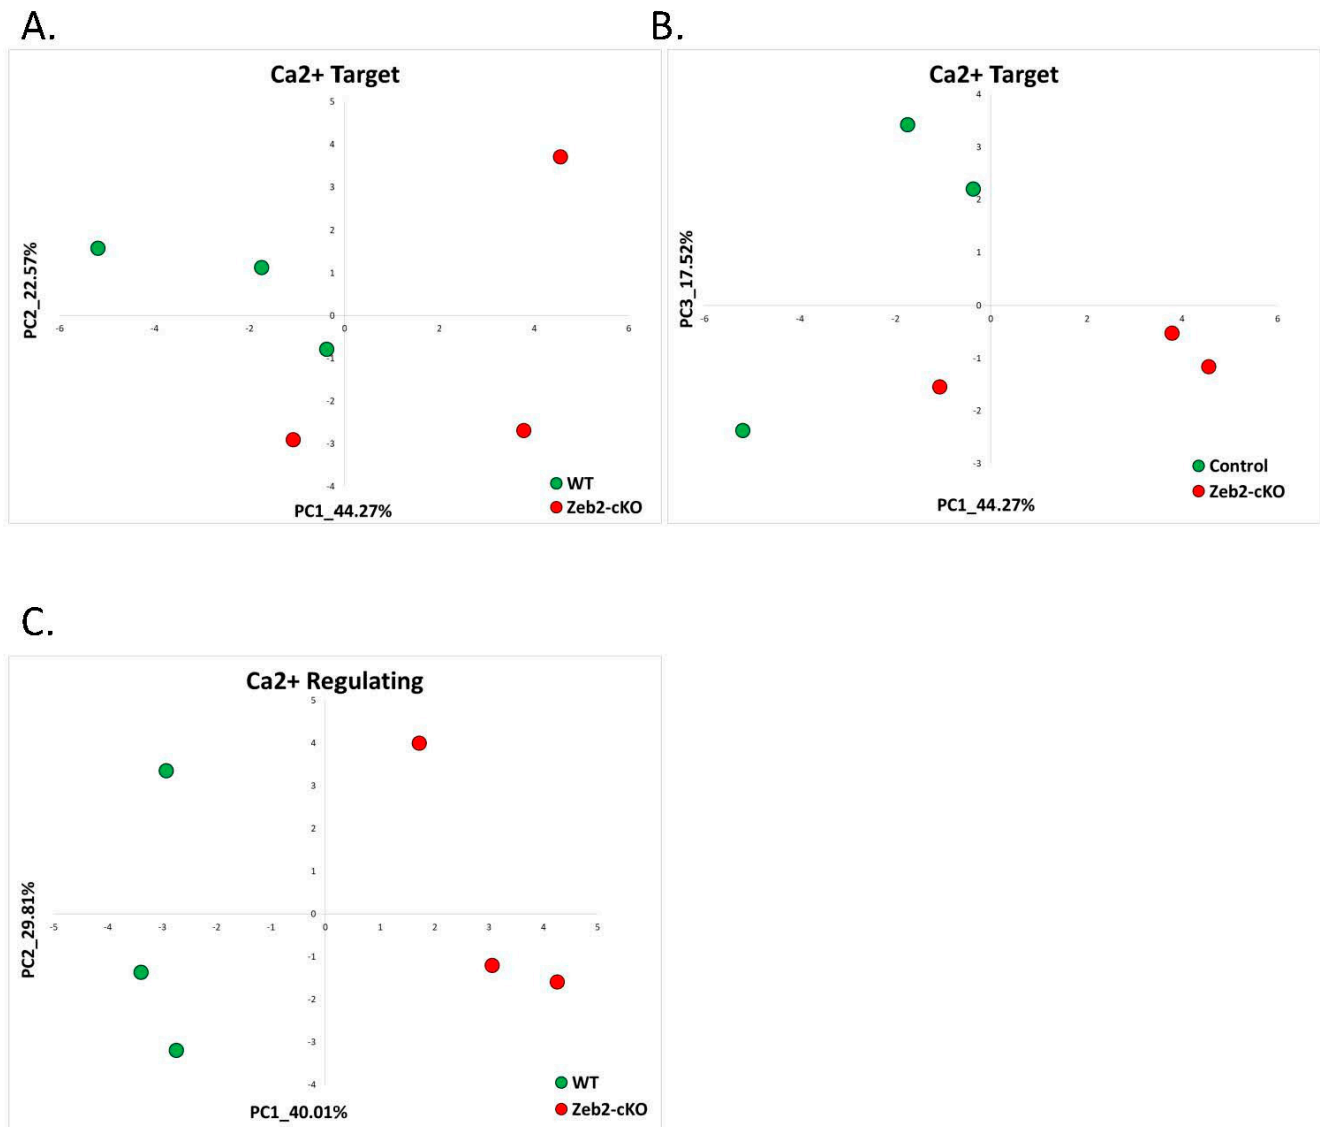 A.
Ca2+ Target
5
4
3
2
1
-6 -4 -2 0 2 4 6
-1
-2
-3
-4
PC2_22.57%
PC1_44.27%
WT
Zeb2-cKO
B.
Ca2+ Target
4
3
2
1
0
-6 -4 -2 0 2 4 6
-1
-2
-3
PC3_17.52%
PC1_44.27%
Control
Zeb2-cKO
C.
Ca2+ Regulating
5
4
3
2
1
0
-5 -4 -3 -2 -1 0 1 2 3 4 5
-1
-2
-3
-4
PC2_29.81%
PC1_40.01%
WT
Zeb2-cKO